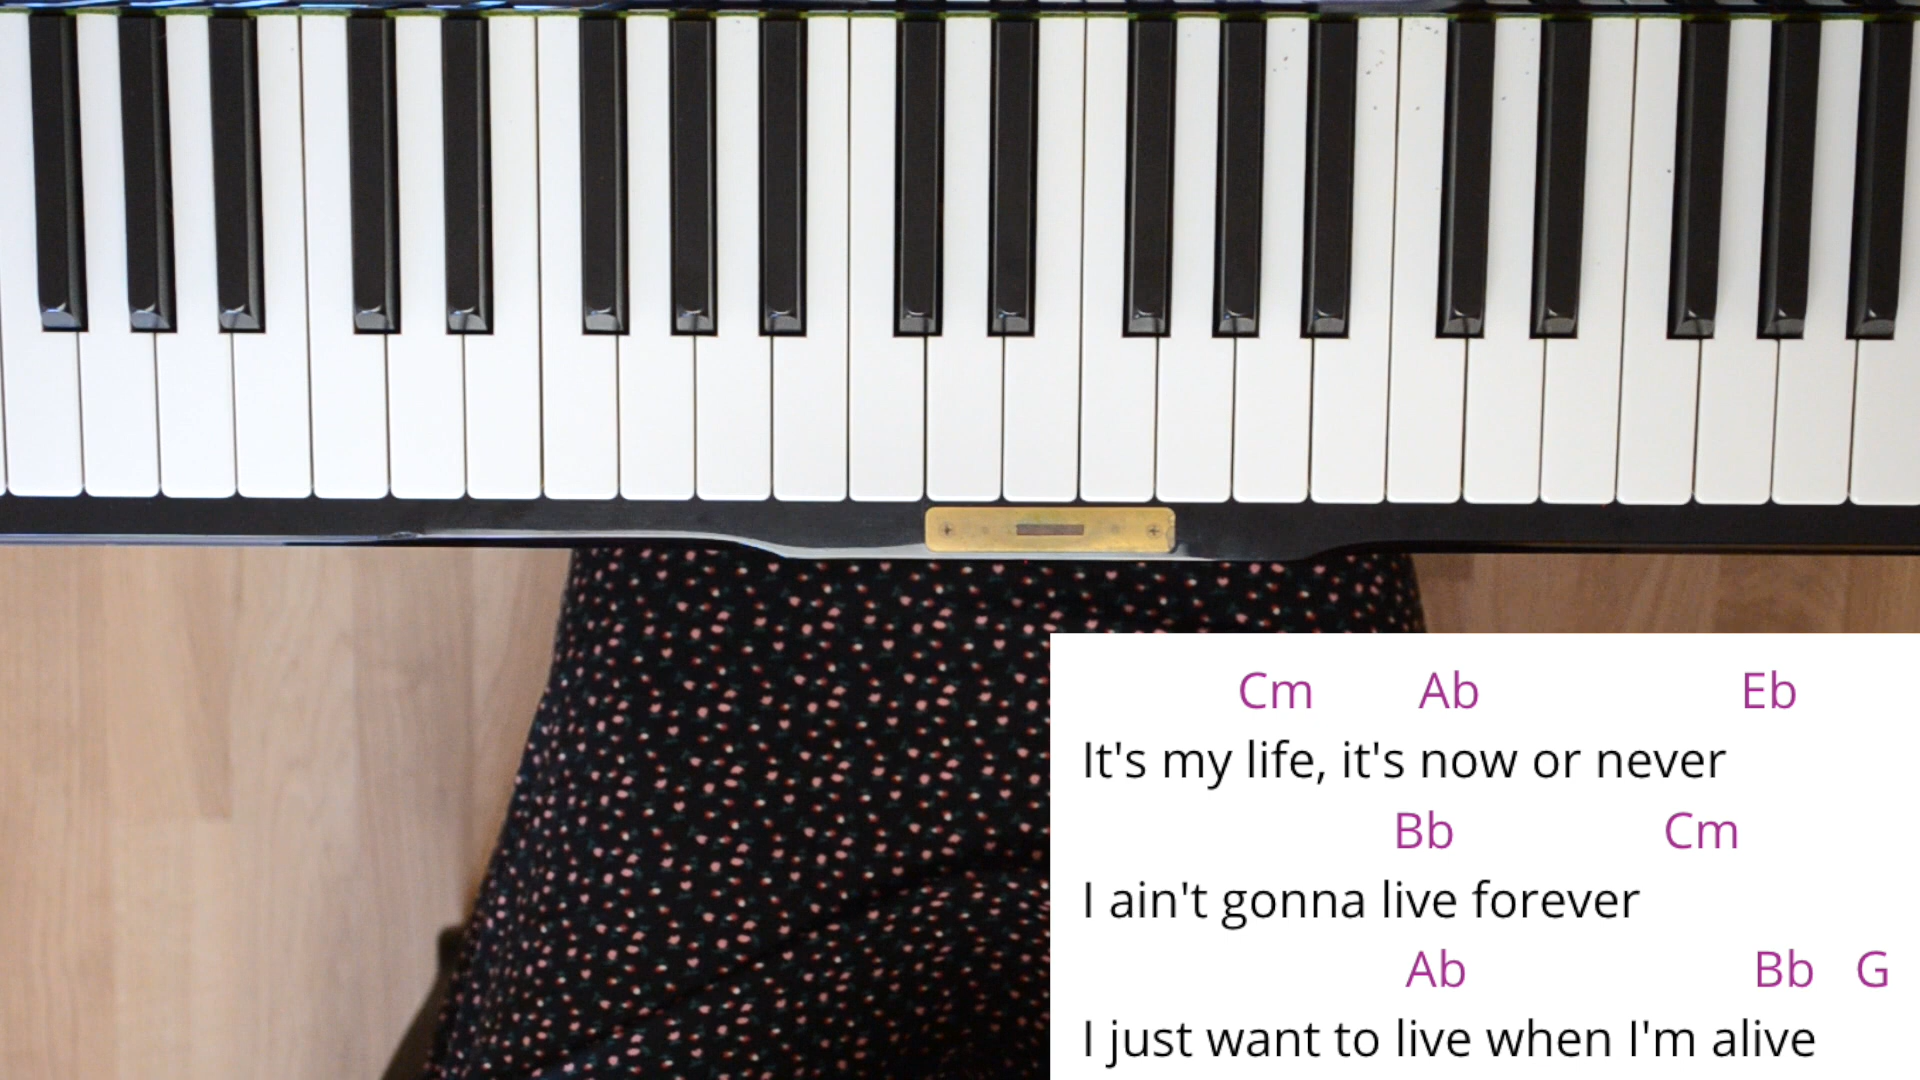 Cm Ab Eb
It's my life, it's now or never
Bb Cm
I ain't gonna live forever
Ab Bb G
I just want to live when I'm alive